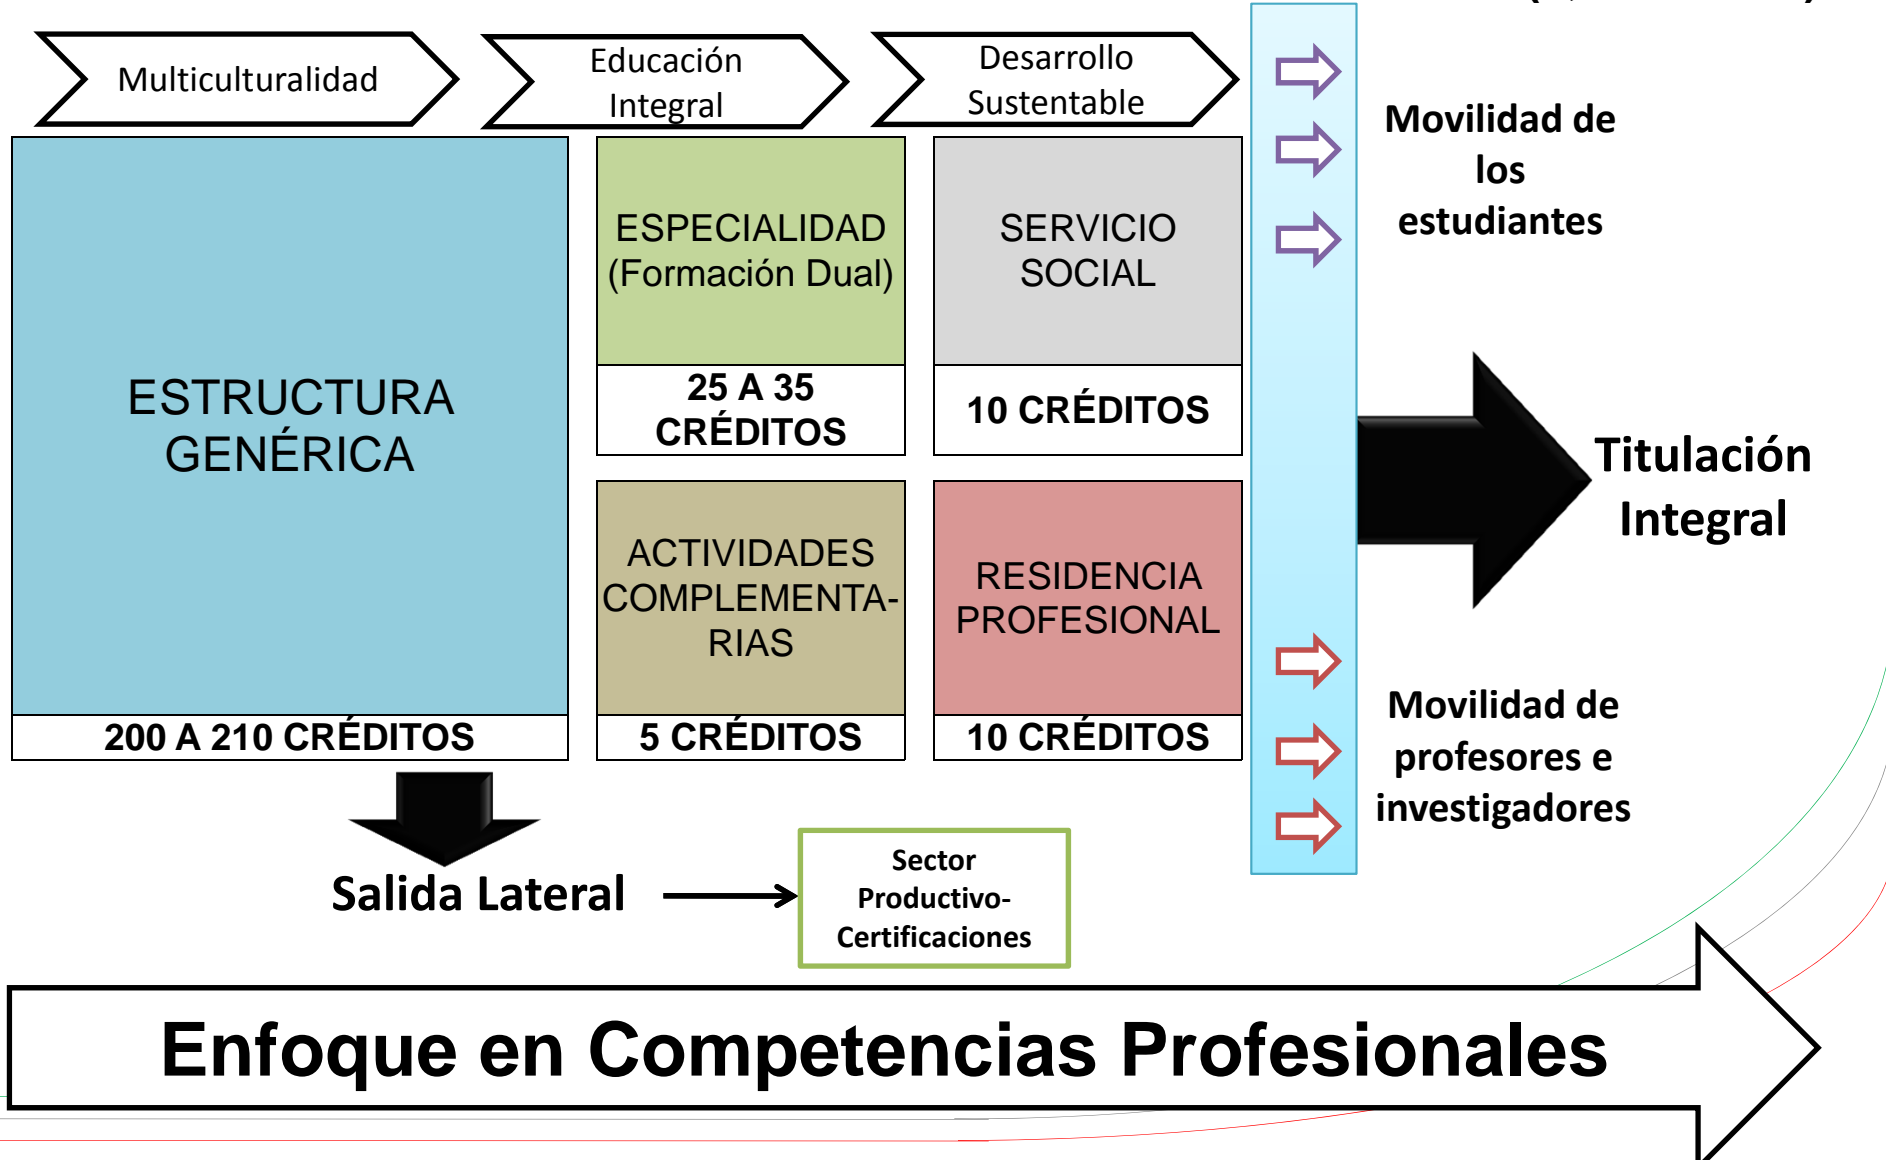 Multiculturalidad
Educación
Integral
Desarrollo
Sustentable
ESTRUCTURA
GENÉRICA
200 A 210 CRÉDITOS
ESPECIALIDAD
(Formación Dual)
25 A 35
CRÉDITOS
SERVICIO
SOCIAL
10 CRÉDITOS
ACTIVIDADES
COMPLEMENTA-
RIAS
5 CRÉDITOS
RESIDENCIA
PROFESIONAL
10 CRÉDITOS
Movilidad de
los
estudiantes
Titulación
Integral
Movilidad de
profesores e
investigadores
Salida Lateral
Sector
Productivo-
Certificaciones
Enfoque en Competencias Profesionales